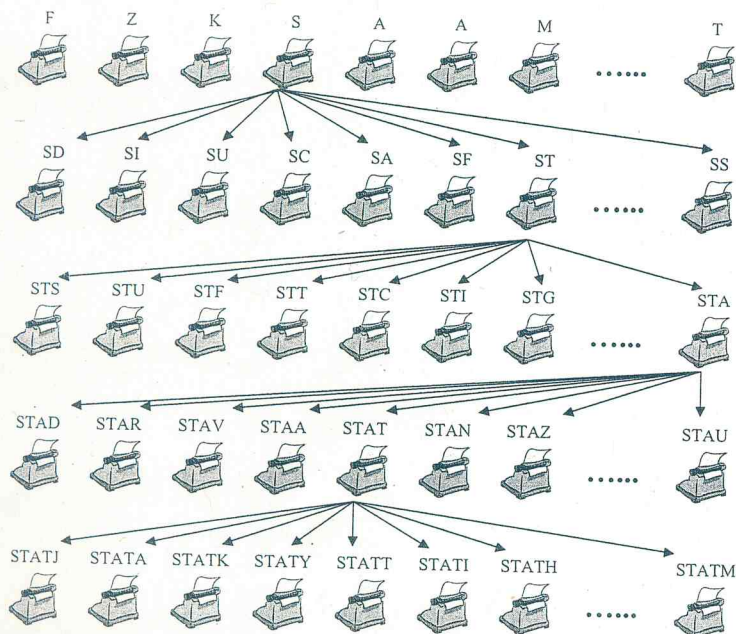 F Z K S A A M ...... T
SD SI SU SC SA SF ST ...... SS
STS STU STF STT STC STI STG ...... STA
STAD STAR STAV STAA STAT STAN STAZ ...... STAU
STATJ STATA STATK STATY STATT STATI STATH ...... STATM